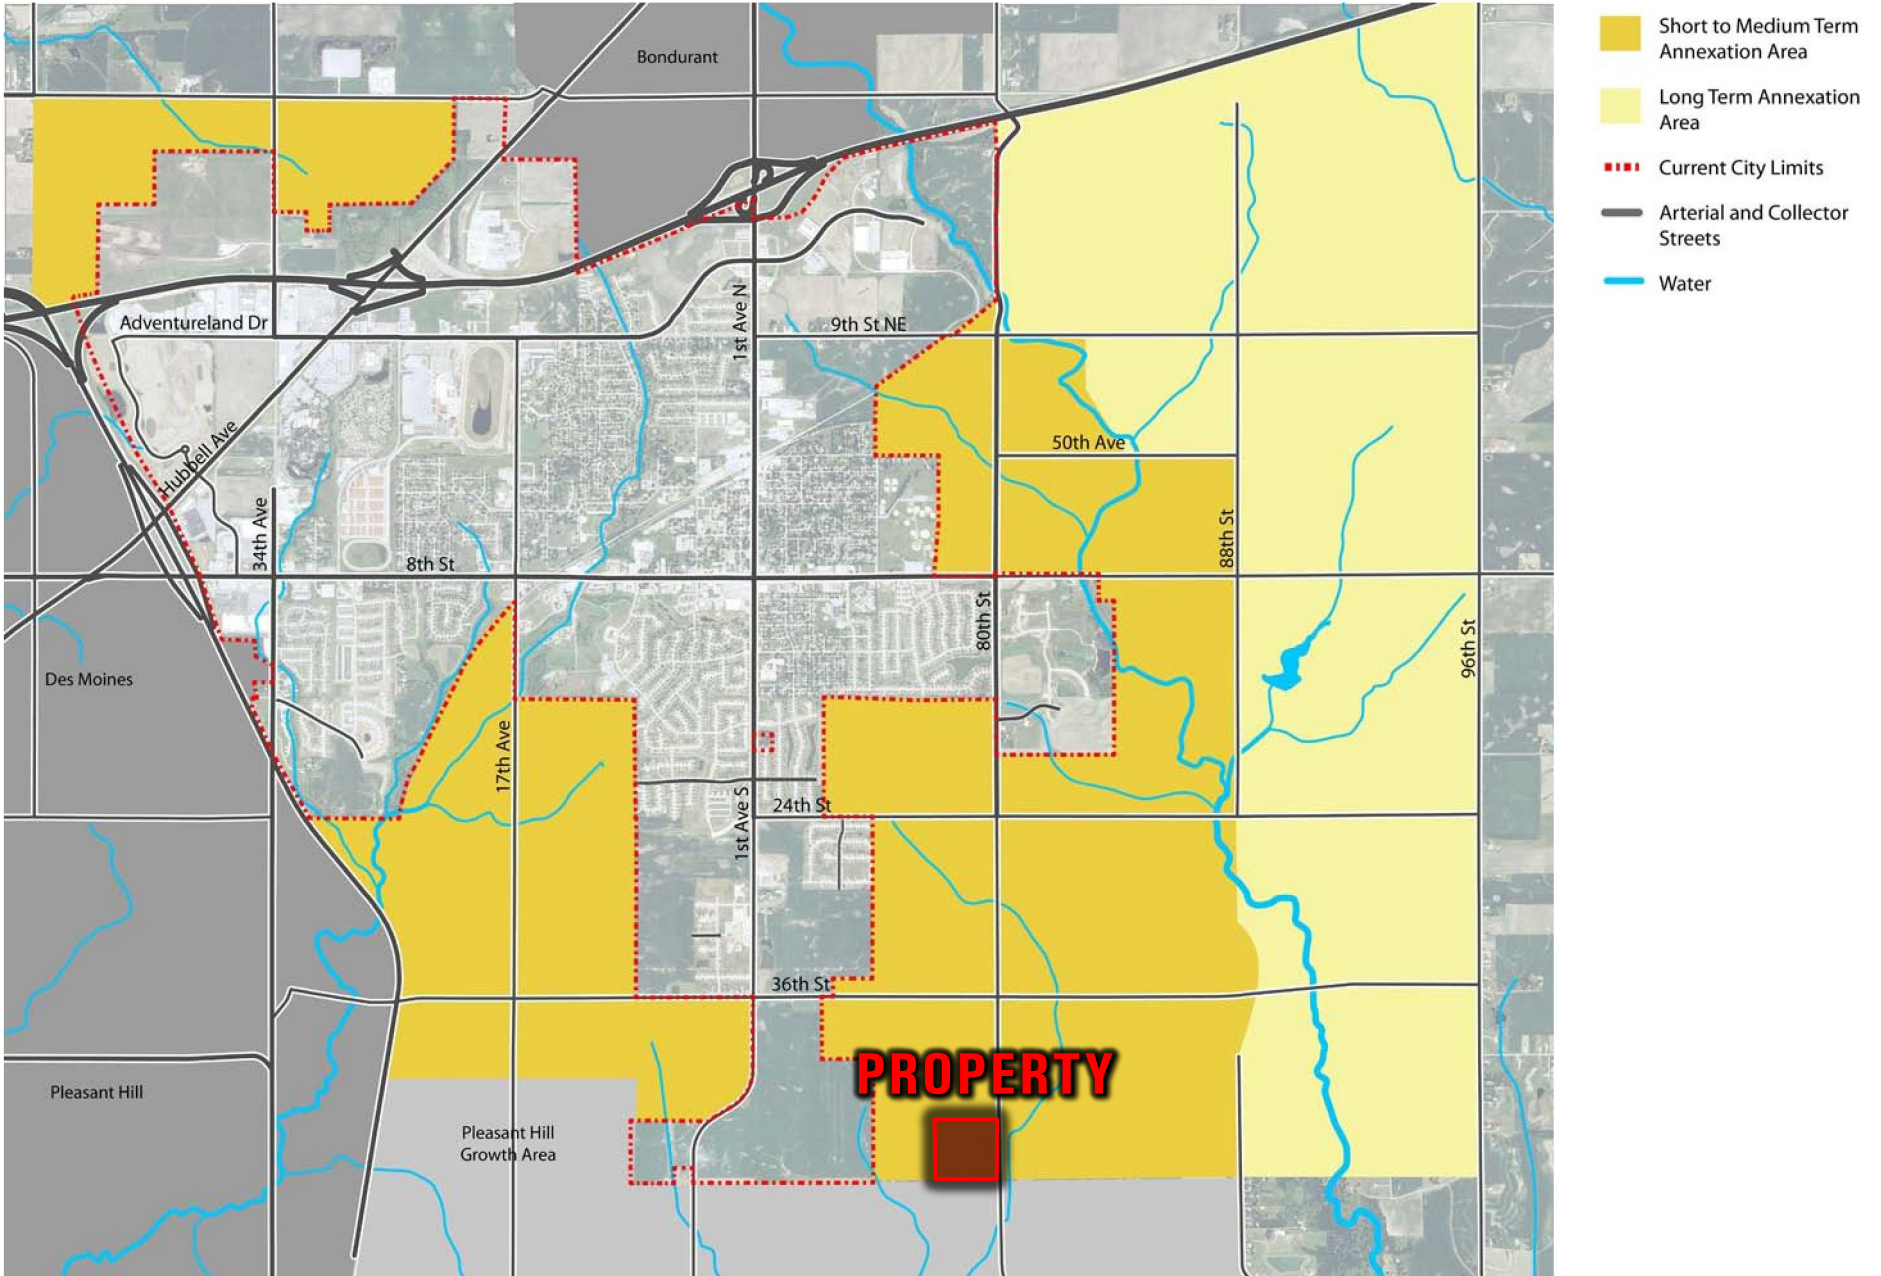 Bondurant
Short to Medium Term
Annexation Area
Long Term Annexation
Area
Current City Limits
Arterial and Collector
Streets
Water
Adventureland Dr
1st Ave N
9th St NE
Hubbell Ave
50th Ave
34th Ave
8th St
88th St
80th St
96th St
Des Moines
17th Ave
24th St
1st Ave S
36th St
PROPERTY
Pleasant Hill
Pleasant Hill
Growth Area